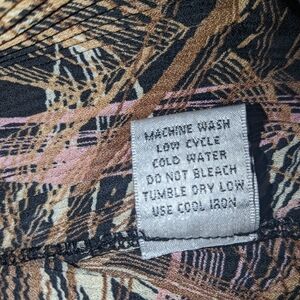 MACHINE WASH
LOW CYCLE
COLD WATER
DO NOT BLEACH
TUMBLE DRY LOW
USE COOL IRON